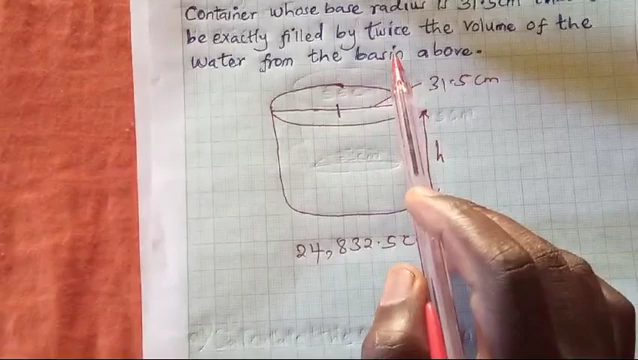 Container whose base radius is 31.5cm
be exactly filled by twice the volume of the
water from the basin above.
31.5cm
h
24,832.5c